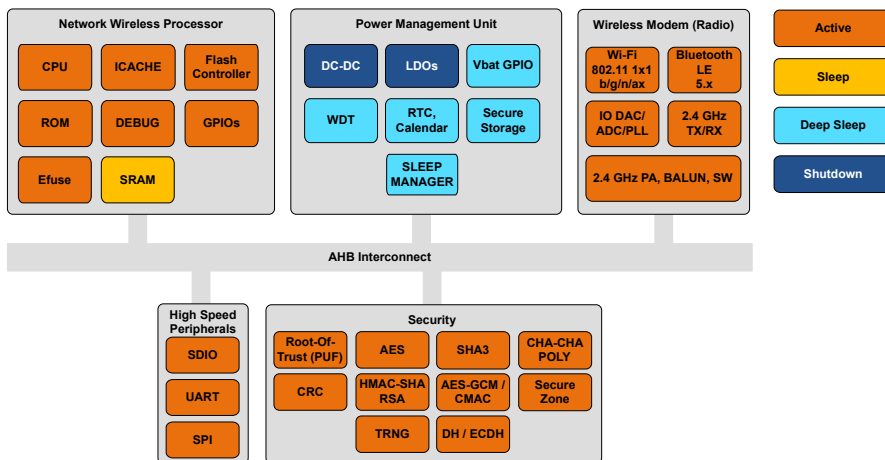 Network Wireless Processor
CPU
ICACHE
Flash
Controller
ROM
DEBUG
GPIOs
Efuse
SRAM
Power Management Unit
DC-DC
LDOs
Vbat GPIO
WDT
RTC,
Calendar
Secure
Storage
SLEEP
MANAGER
Wireless Modem (Radio)
Wi-Fi
802.11 1x1
b/g/n/ax
Bluetooth
LE
5.x
IO DAC/
ADC/PLL
2.4 GHz
TX/RX
2.4 GHz PA, BALUN, SW
Active
Sleep
Deep Sleep
Shutdown
AHB Interconnect
High Speed
Peripherals
SDIO
UART
SPI
Security
Root-Of-
Trust (PUF)
AES
SHA3
CHA-CHA
POLY
CRC
HMAC-SHA
RSA
AES-GCM /
CMAC
Secure
Zone
TRNG
DH / ECDH